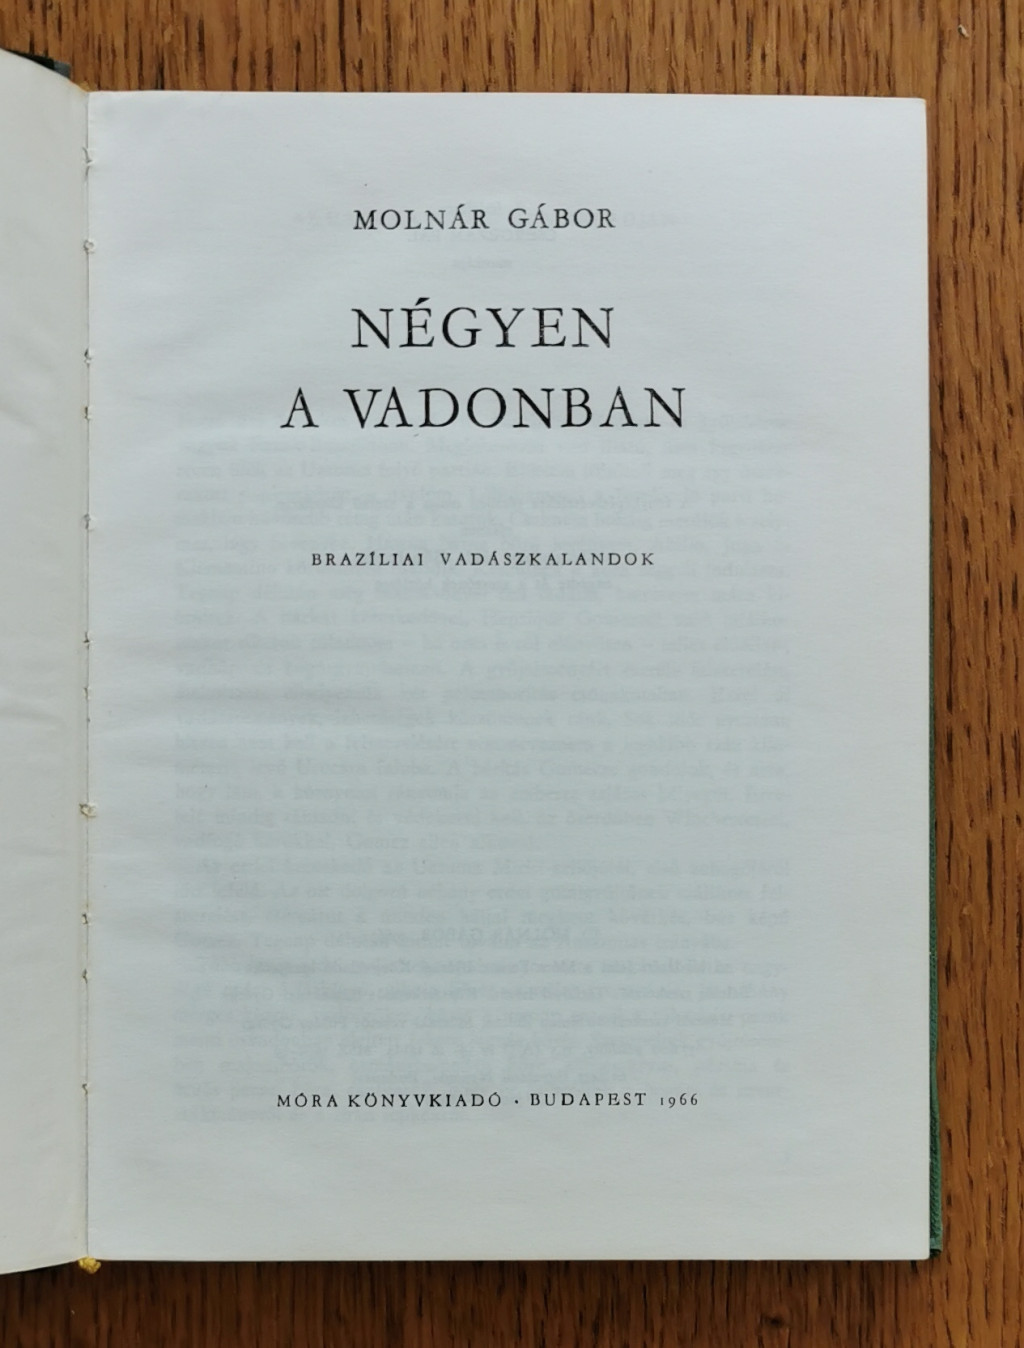 MOLNÁR GÁBOR
NÉGYEN
A VADONBAN
BRAZÍLIAI VADÁSZKALANDOK
MÓRA KÖNYVKIADÓ · BUDAPEST 1966